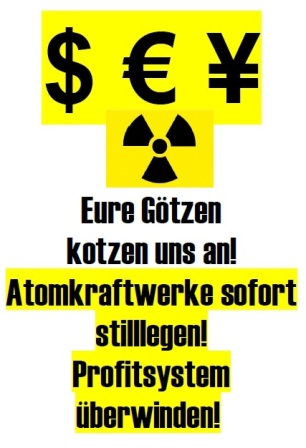 $ € ¥
Eure Götzen
kotzen uns an!
Atomkraftwerke sofort
stilllegen!
Profitsystem
überwinden!